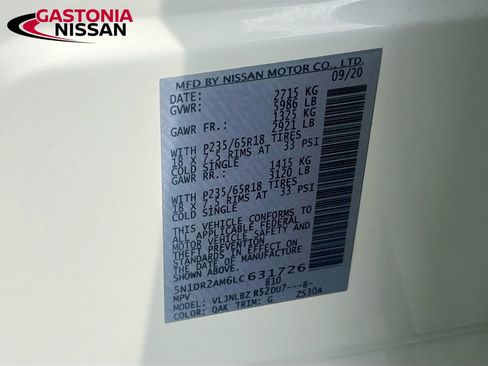 GASTONIA
NISSAN
MFD BY NISSAN MOTOR CO., LTD.
09/20
DATE: 2715 KG
GVWR: 5986 LB
1325 KG
GAWR FR.: 2921 LB
WITH P235/65R18 TIRES
18 X 7.5 RIMS AT 33 PSI
COLD SINGLE 1415 KG
GAWR RR.: 3120 LB
WITH P235/65R18 TIRES
18 X 7.5 RIMS AT 33 PSI
COLD SINGLE
THIS VEHICLE CONFORMS TO
ALL APPLICABLE FEDERAL
MOTOR VEHICLE SAFETY AND
THEFT PREVENTION
STANDARDS IN EFFECT ON
THE DATE OF MANUFACTURE
SHOWN ABOVE.
5N1DR2AM6LC631726
MPV 810
MODEL: VLJNLBZ R52DU7---B-
COLOR: QAK TRIM: G ZS30A